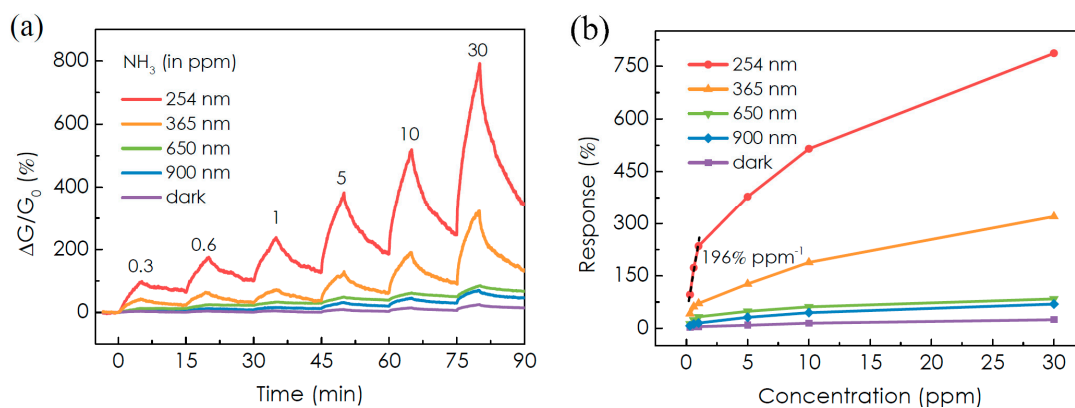 (a)
ΔG/G₀ (%)
800
600
400
200
0
NH₃ (in ppm)
254 nm
365 nm
650 nm
900 nm
dark
0.3
0.6
1
5
10
30
0 15 30 45 60 75 90
Time (min)
(b)
Response (%)
750
600
450
300
150
0
254 nm
365 nm
650 nm
900 nm
dark
196% ppm⁻¹
0 5 10 15 20 25 30
Concentration (ppm)